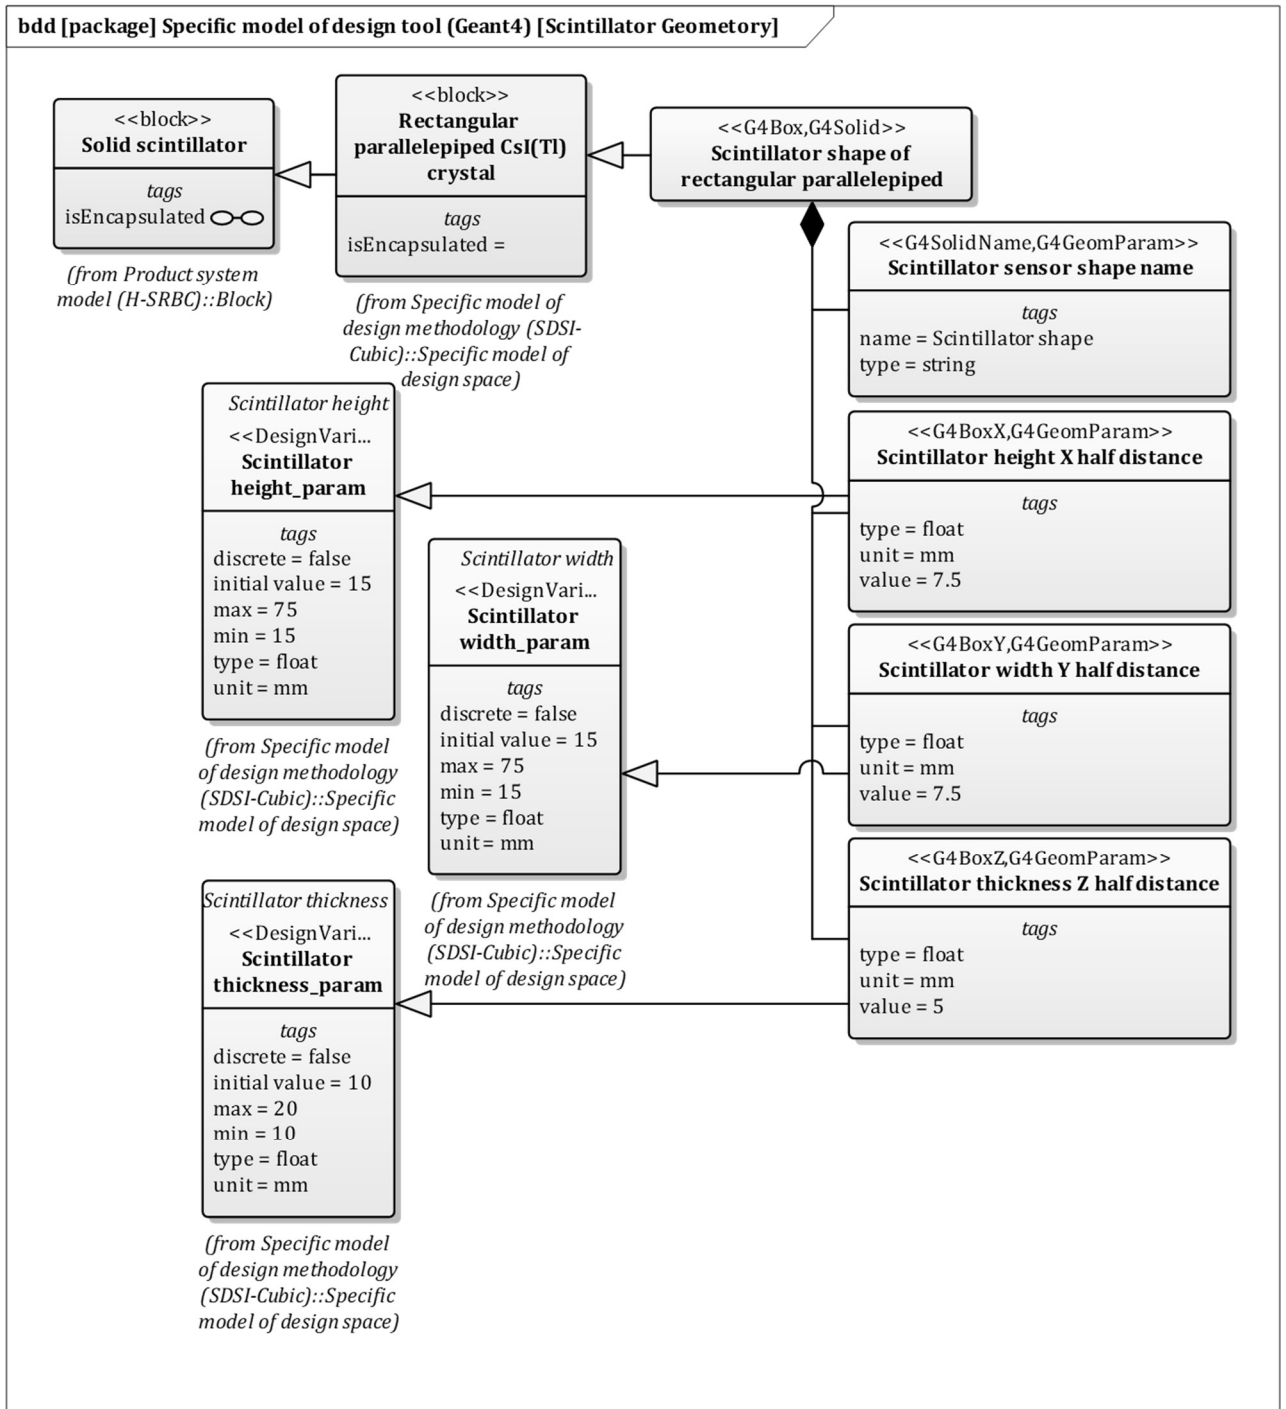 bdd [package] Specific model of design tool (Geant4) [Scintillator Geometory]
<<block>>
Solid scintillator
tags
isEncapsulated
(from Product system
model (H-SRBC)::Block)
<<block>>
Rectangular
parallelepiped CsI(Tl)
crystal
tags
isEncapsulated =
(from Specific model of
design methodology (SDSI-
Cubic)::Specific model of
design space)
<<G4Box,G4Solid>>
Scintillator shape of
rectangular parallelepiped
<<G4SolidName,G4GeomParam>>
Scintillator sensor shape name
tags
name = Scintillator shape
type = string
Scintillator height
<<DesignVari...
Scintillator
height_param
tags
discrete = false
initial value = 15
max = 75
min = 15
type = float
unit = mm
(from Specific model
of design methodology
(SDSI-Cubic)::Specific
model of design space)
<<G4BoxX,G4GeomParam>>
Scintillator height X half distance
tags
type = float
unit = mm
value = 7.5
Scintillator width
<<DesignVari...
Scintillator
width_param
tags
discrete = false
initial value = 15
max = 75
min = 15
type = float
unit = mm
(from Specific model
of design methodology
(SDSI-Cubic)::Specific
model of design space)
<<G4BoxY,G4GeomParam>>
Scintillator width Y half distance
tags
type = float
unit = mm
value = 7.5
Scintillator thickness
<<DesignVari...
Scintillator
thickness_param
tags
discrete = false
initial value = 10
max = 20
min = 10
type = float
unit = mm
(from Specific model
of design methodology
(SDSI-Cubic)::Specific
model of design space)
<<G4BoxZ,G4GeomParam>>
Scintillator thickness Z half distance
tags
type = float
unit = mm
value = 5